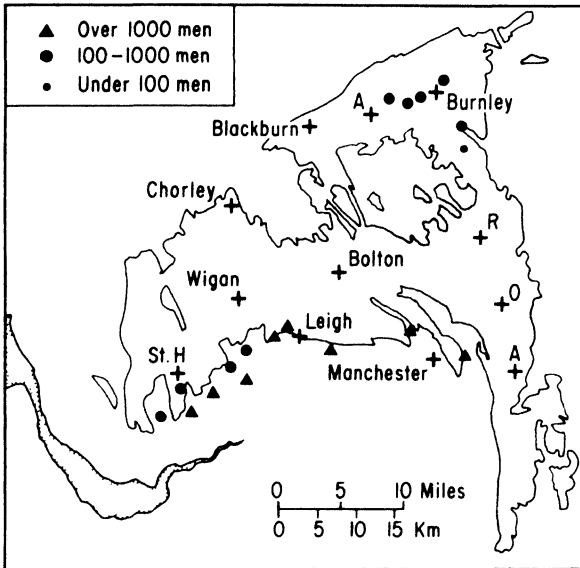 Over 1000 men
100-1000 men
Under 100 men
A
Burnley
Blackburn
Chorley
R
Bolton
Wigan
O
Leigh
St. H
Manchester
A
0 5 10 Miles
0 5 10 15 Km